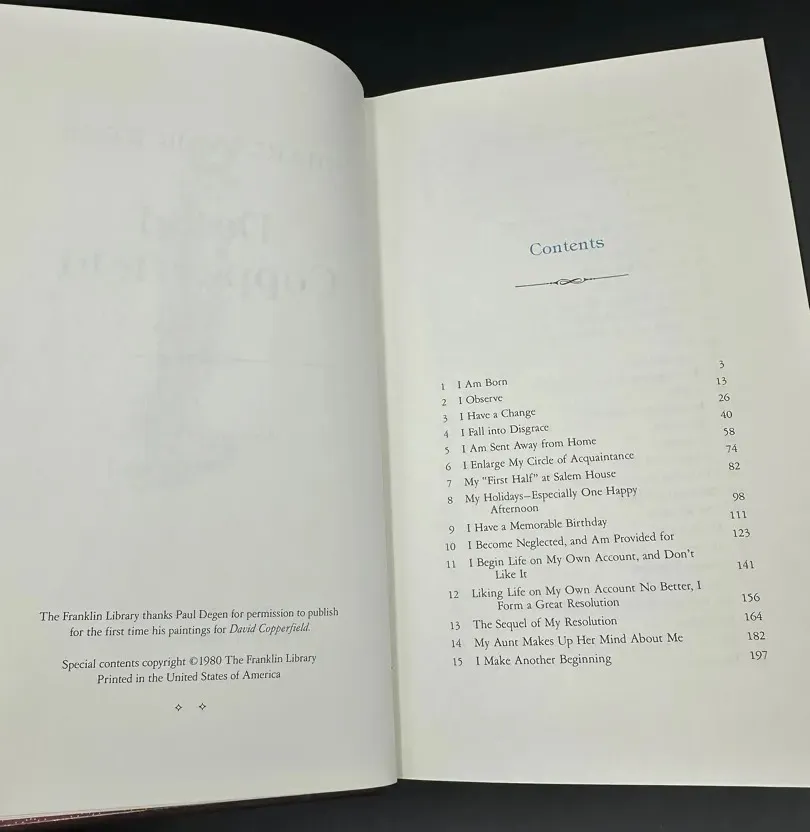 The Franklin Library thanks Paul Degen for permission to publish
for the first time his paintings for David Copperfield.
Special contents copyright ©1980 The Franklin Library
Printed in the United States of America
Contents
1 I Am Born 3
2 I Observe 13
3 I Have a Change 26
4 I Fall into Disgrace 40
5 I Am Sent Away from Home 58
6 I Enlarge My Circle of Acquaintance 74
7 My "First Half" at Salem House 82
8 My Holidays–Especially One Happy
Afternoon 98
9 I Have a Memorable Birthday 111
10 I Become Neglected, and Am Provided for 123
11 I Begin Life on My Own Account, and Don't
Like It 141
12 Liking Life on My Own Account No Better, I
Form a Great Resolution 156
13 The Sequel of My Resolution 164
14 My Aunt Makes Up Her Mind About Me 182
15 I Make Another Beginning 197